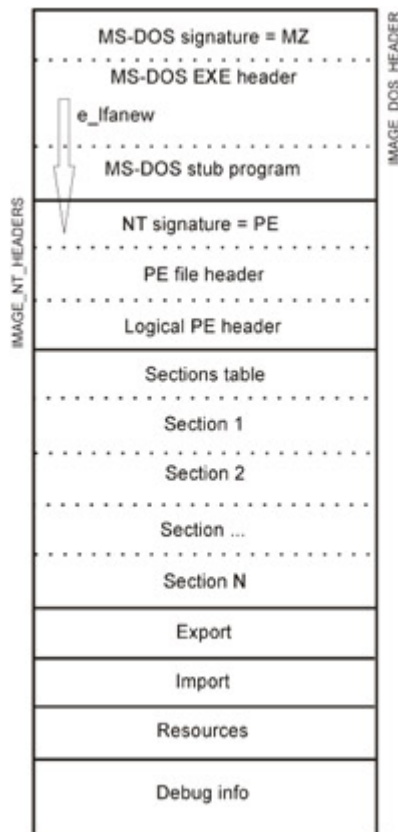 MS-DOS signature = MZ
MS-DOS EXE header
e_lfanew
MS-DOS stub program
IMAGE_DOS_HEADER
NT signature = PE
PE file header
Logical PE header
IMAGE_NT_HEADERS
Sections table
Section 1
Section 2
Section ...
Section N
Export
Import
Resources
Debug info